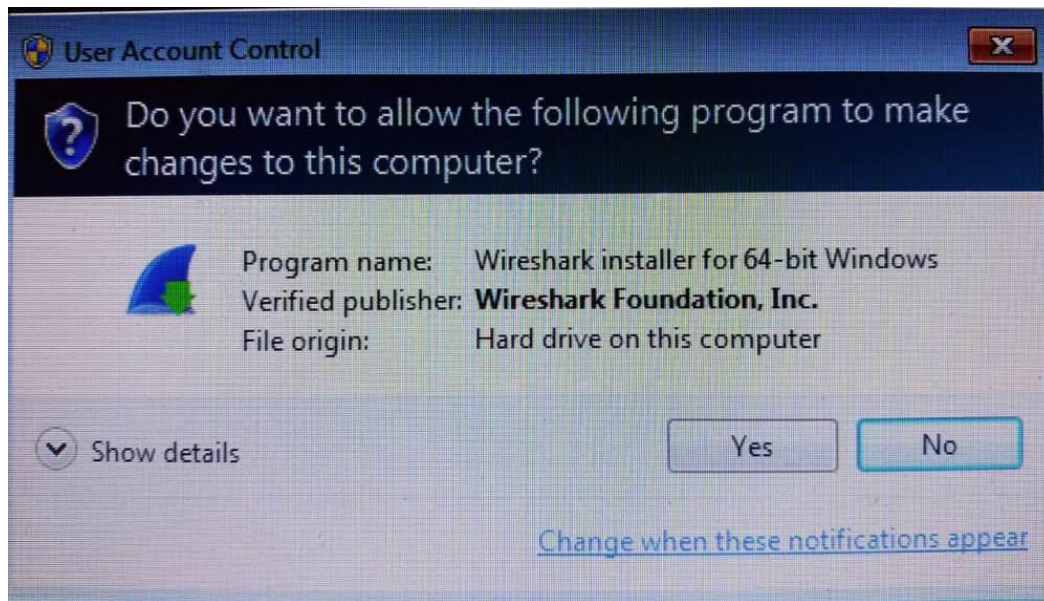 User Account Control
Do you want to allow the following program to make
changes to this computer?
Program name: Wireshark installer for 64-bit Windows
Verified publisher: Wireshark Foundation, Inc.
File origin: Hard drive on this computer
Show details
Yes
No
Change when these notifications appear